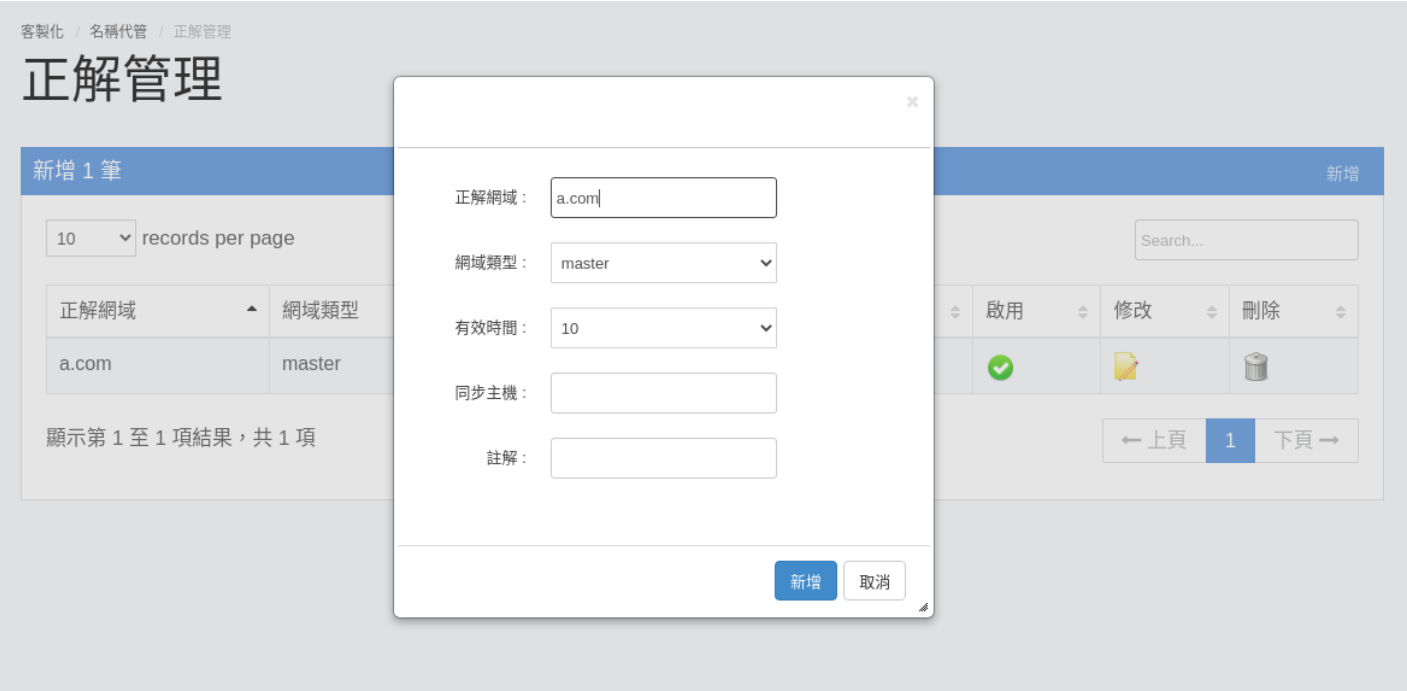 客製化 / 名稱代管 / 正解管理
正解管理
新增 1 筆
新增
10 records per page
Search...
正解網域 網域類型 啟用 修改 刪除
a.com master
顯示第 1 至 1 項結果，共 1 項
←上頁 1 下頁→
×
正解網域 : a.com
網域類型 : master
有效時間 : 10
同步主機 :
註解 :
新增 取消